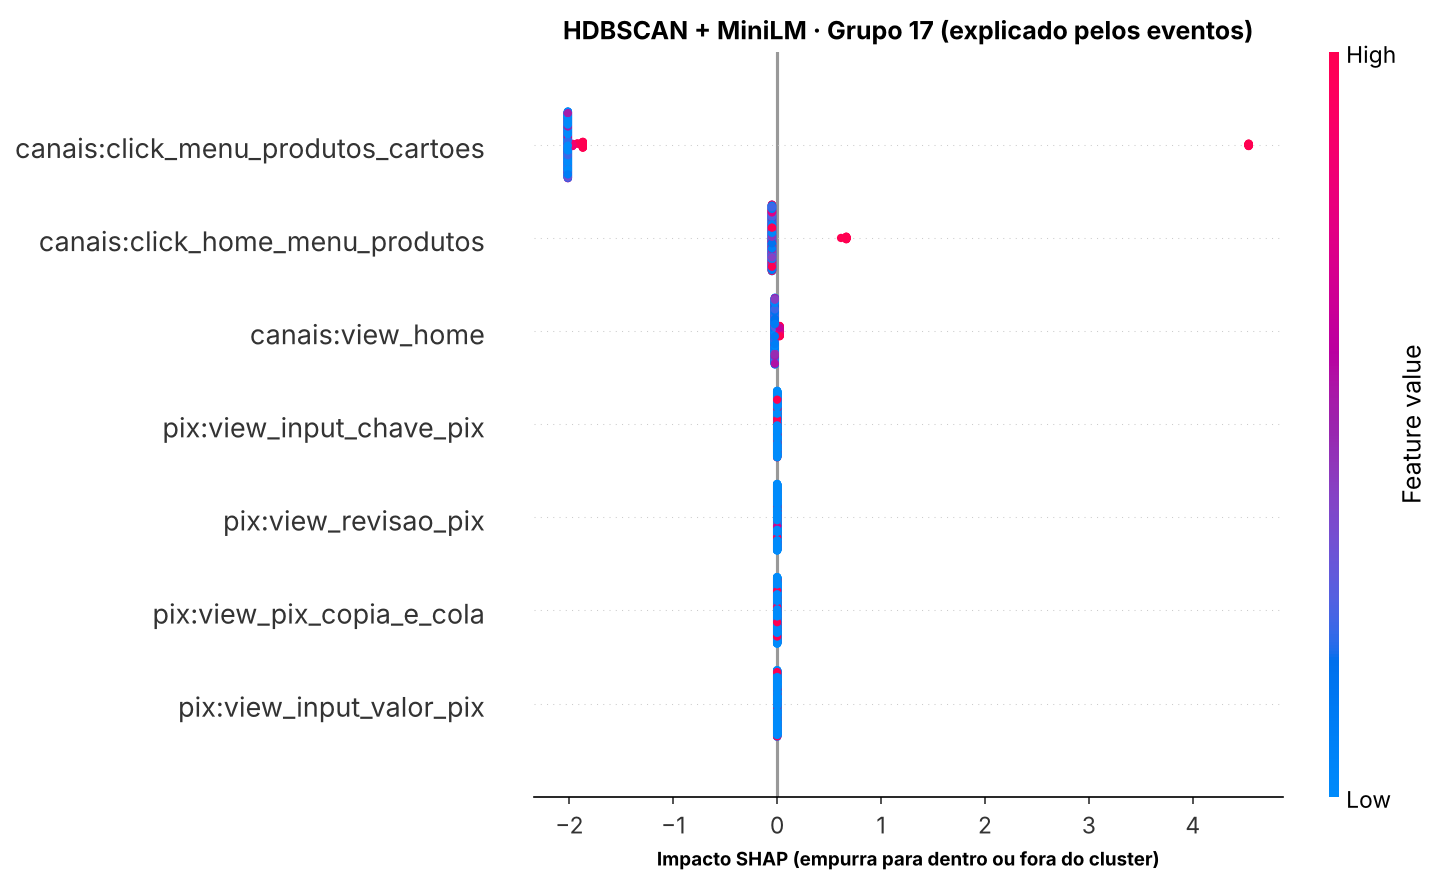 HDBSCAN + MiniLM · Grupo 17 (explicado pelos eventos)
High
canais:click_menu_produtos_cartoes
canais:click_home_menu_produtos
canais:view_home
pix:view_input_chave_pix
pix:view_revisao_pix
pix:view_pix_copia_e_cola
pix:view_input_valor_pix
Feature value
Low
−2 −1 0 1 2 3 4
Impacto SHAP (empurra para dentro ou fora do cluster)